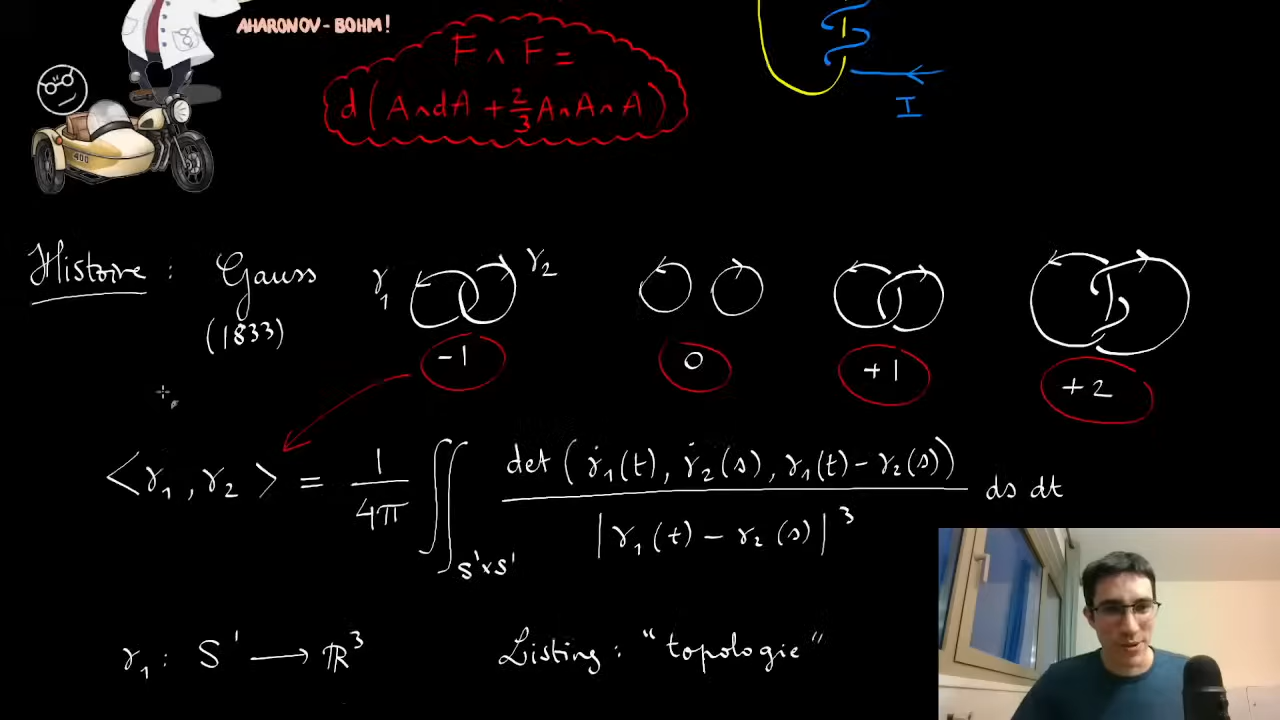 AHARONOV-BOHM!
F ∧ F =
d ( A∧dA + 2/3 A∧A∧A )
I
400
Histoire : Gauss
(1833)
γ₁ γ₂
-1 0 +1 +2
<γ₁, γ₂> = 1/4π ∬_{S¹×S¹} det ( γ̇₁(t), γ̇₂(s), γ₁(t) - γ₂(s) ) / | γ₁(t) - γ₂(s) |³ ds dt
γ₁ : S¹ ⟶ ℝ³
Listing : "topologie"